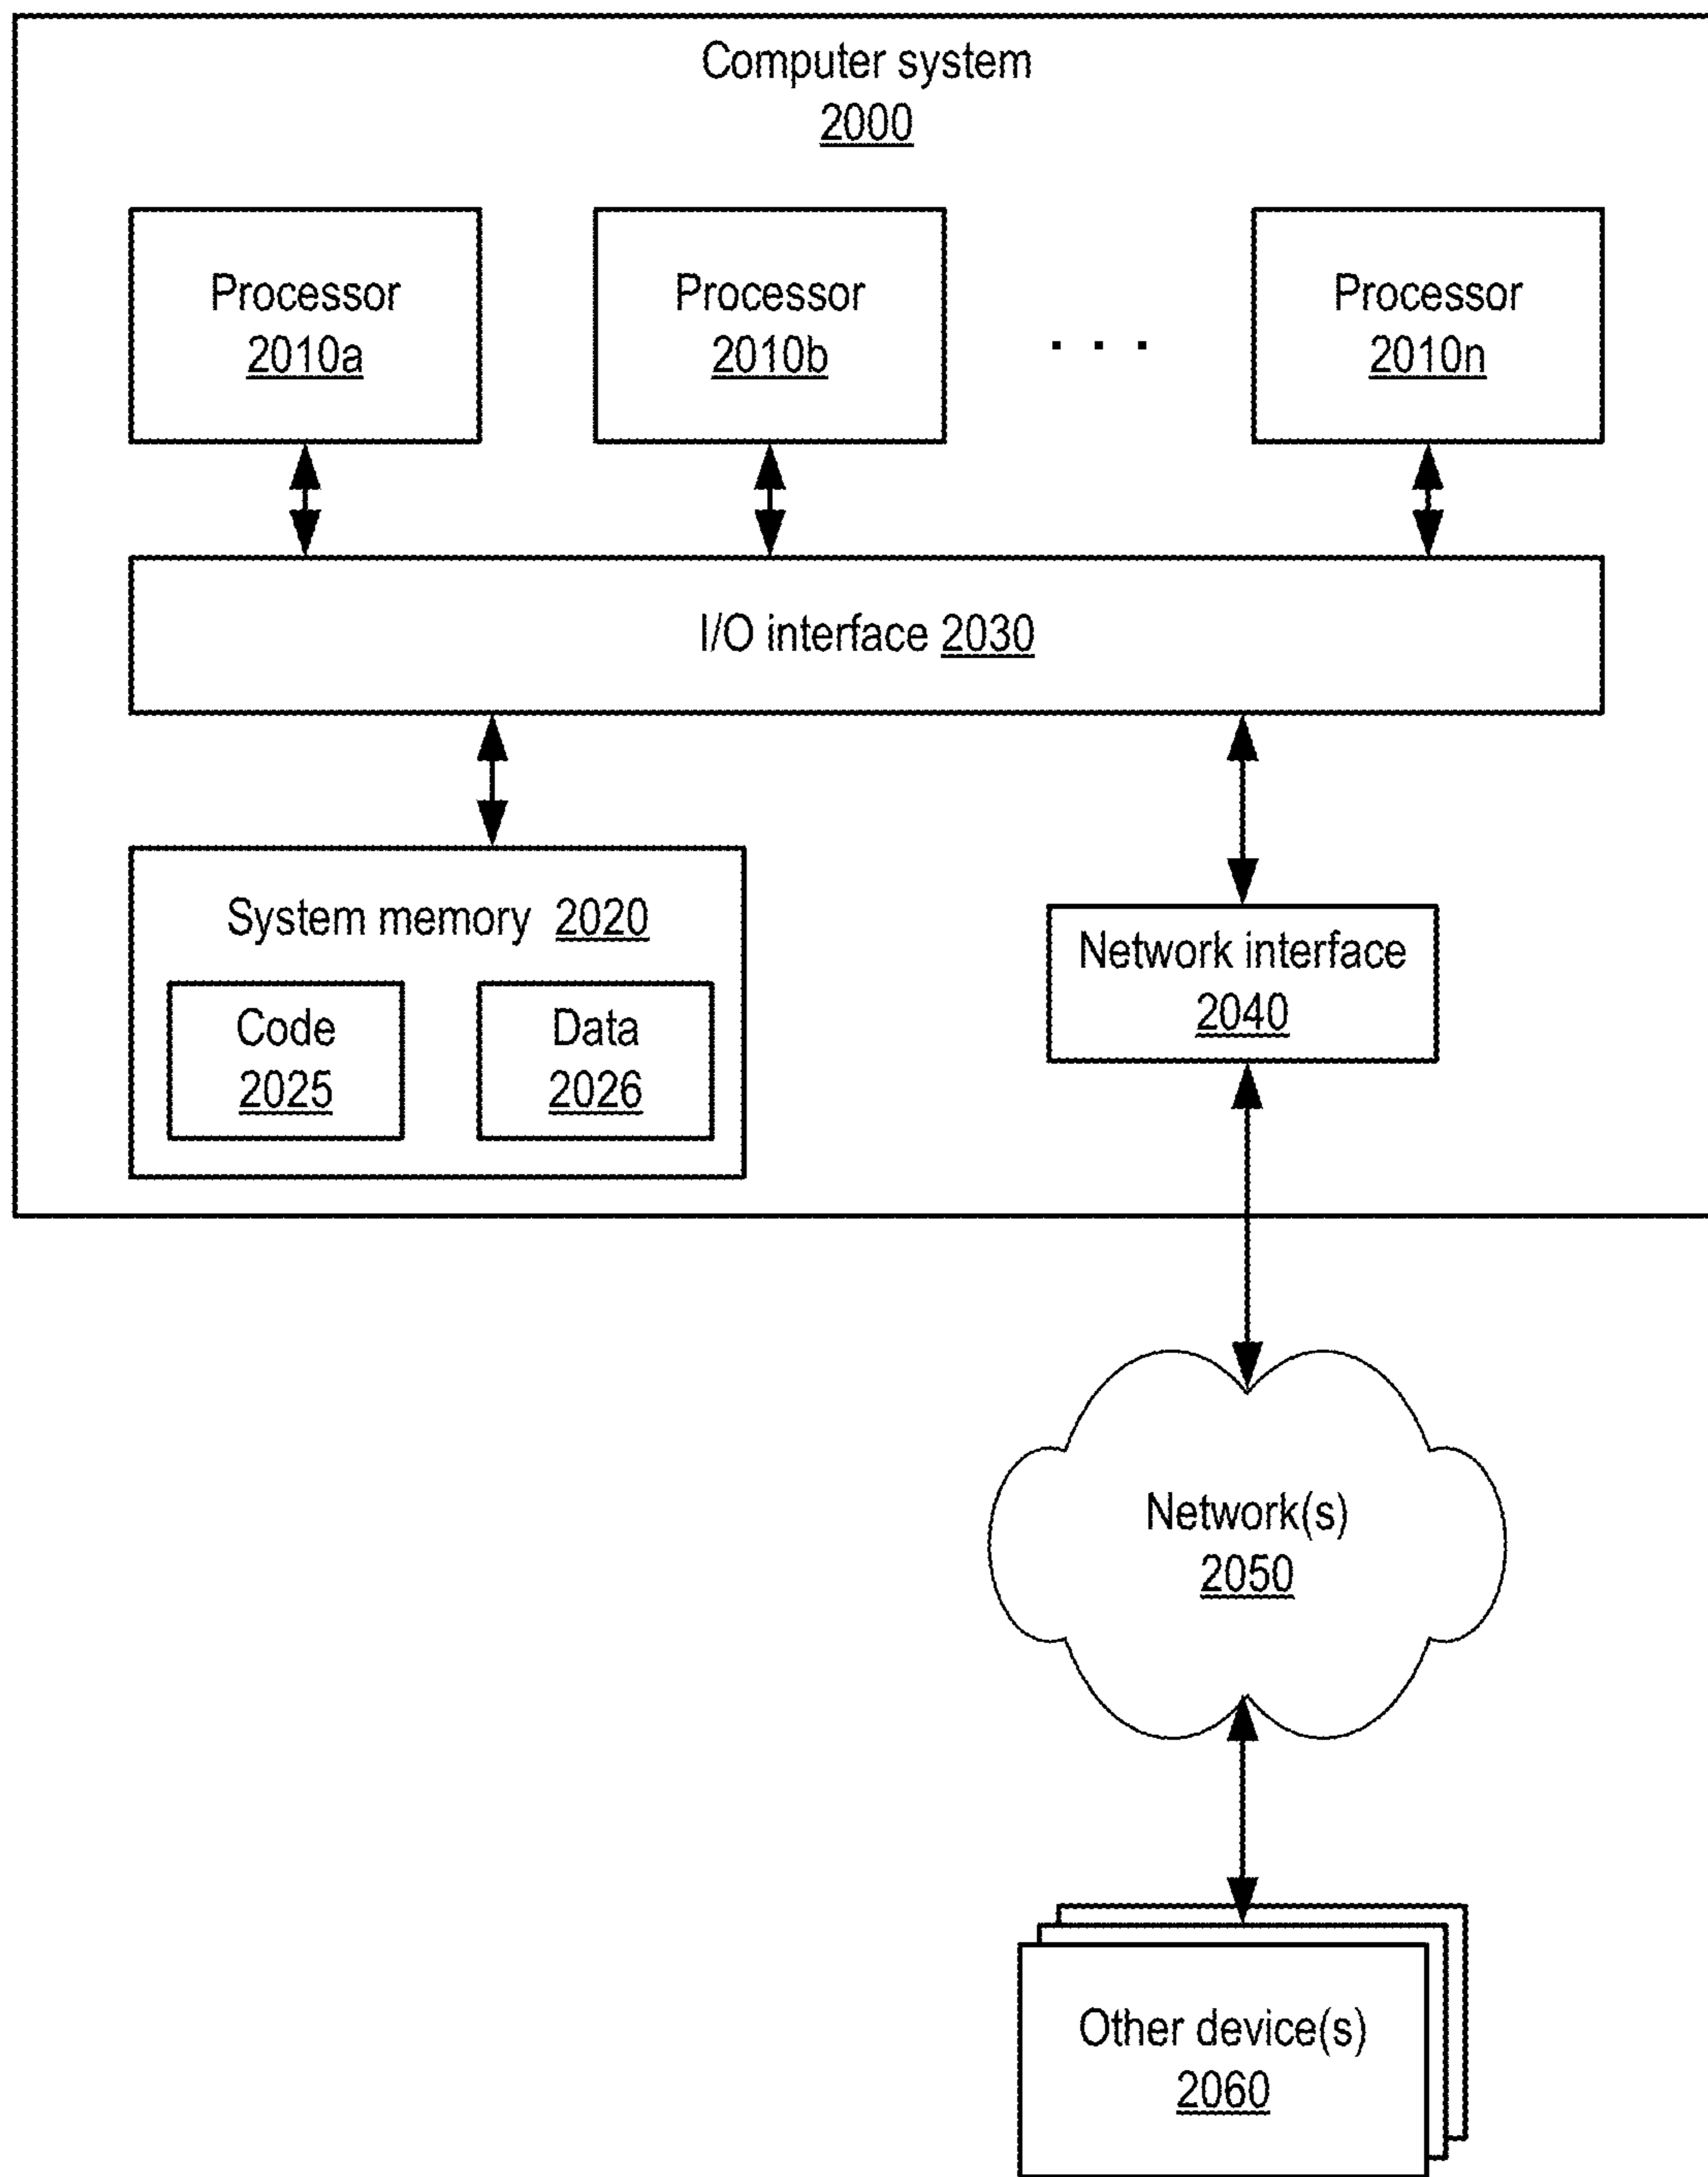 Computer system
2000
Processor
2010a
Processor
2010b
. . .
Processor
2010n
I/O interface 2030
System memory 2020
Code
2025
Data
2026
Network interface
2040
Network(s)
2050
Other device(s)
2060